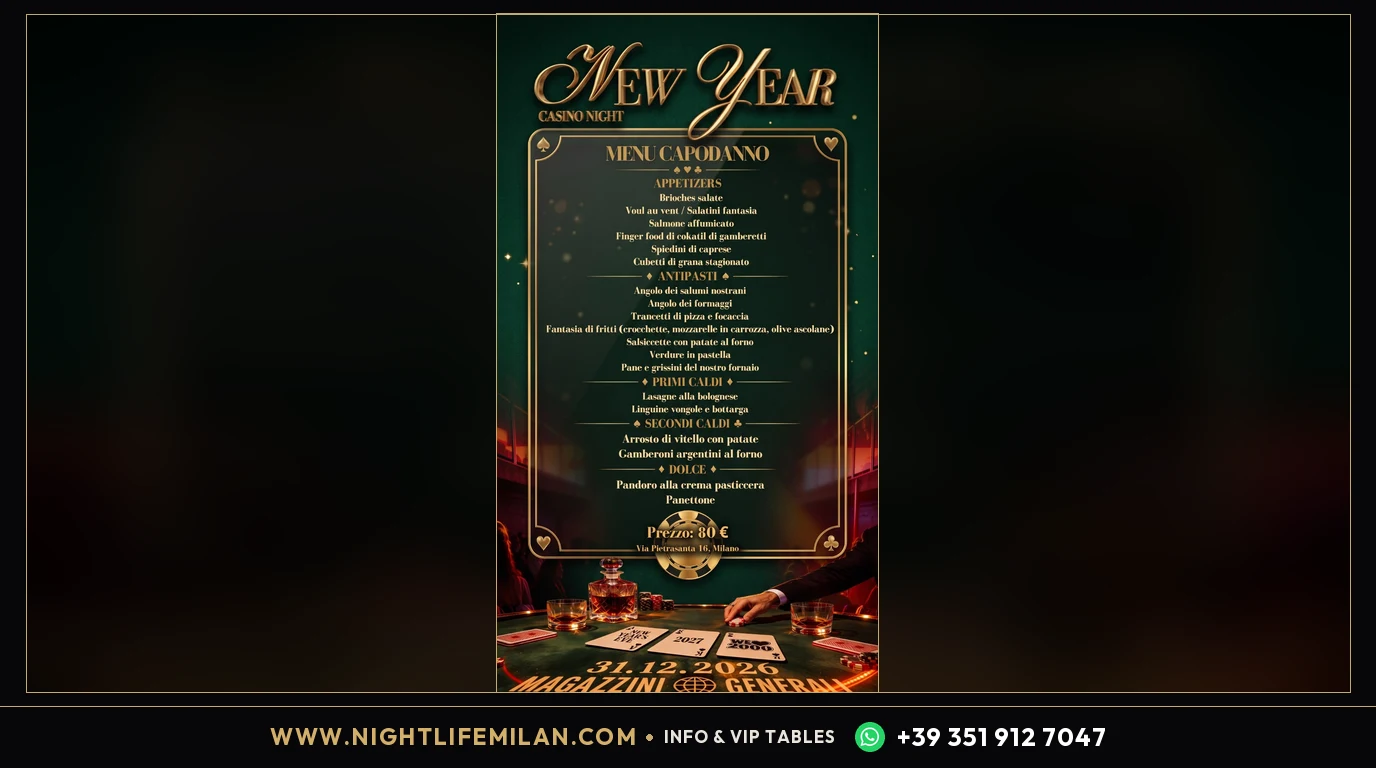 NEW YEAR
CASINO NIGHT
MENU CAPODANNO
APPETIZERS
Brioches salate
Voul au vent / Salatini fantasia
Salmone affumicato
Finger food di cokatil di gamberetti
Spiedini di caprese
Cubetti di grana stagionato
ANTIPASTI
Angolo dei salumi nostrani
Angolo dei formaggi
Trancetti di pizza e focaccia
Fantasia di fritti (crocchette, mozzarelle in carrozza, olive ascolane)
Salsiccette con patate al forno
Verdure in pastella
Pane e grissini del nostro fornaio
PRIMI CALDI
Lasagne alla bolognese
Linguine vongole e bottarga
SECONDI CALDI
Arrosto di vitello con patate
Gamberoni argentini al forno
DOLCE
Pandoro alla crema pasticcera
Panettone
Prezzo: 80 €
Via Pietrasanta 16, Milano
NEW YEAR'S EVE
2027
WE 2000
31.12.2026
MAGAZZINI GENERALI
WWW.NIGHTLIFEMILAN.COM • INFO & VIP TABLES +39 351 912 7047